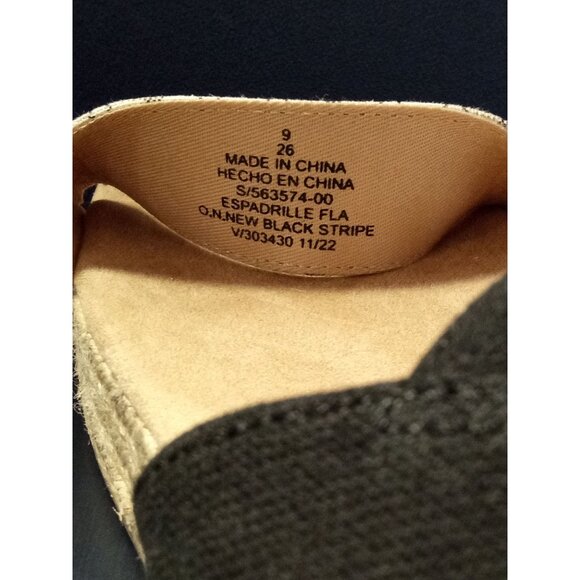 9
26
MADE IN CHINA
HECHO EN CHINA
S/563574-00
ESPADRILLE FLA
O.N.NEW BLACK STRIPE
V/303430 11/22